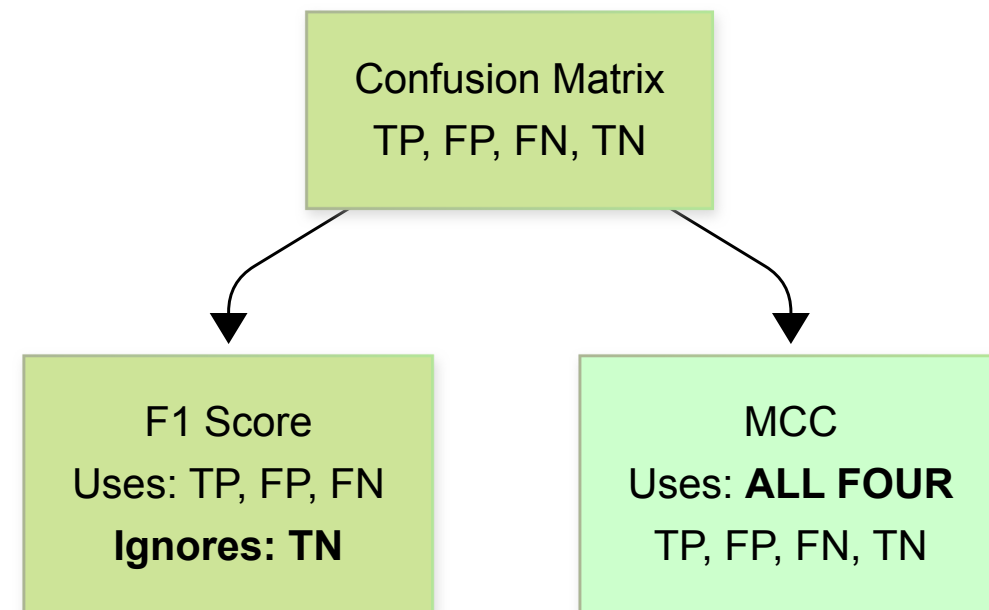 Confusion Matrix
TP, FP, FN, TN
F1 Score
Uses: TP, FP, FN
Ignores: TN
MCC
Uses: ALL FOUR
TP, FP, FN, TN